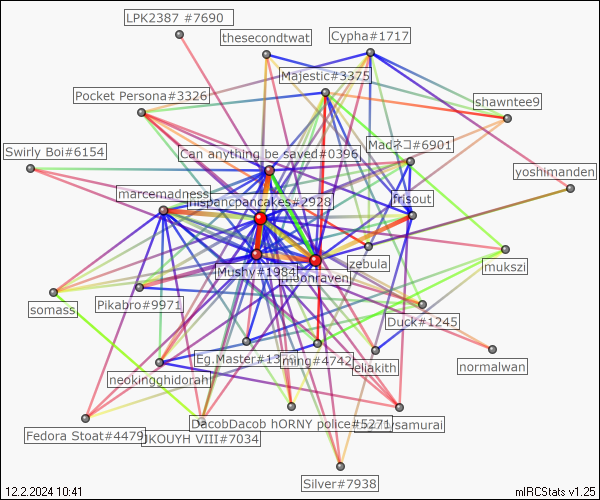 LPK2387 #7690
thesecondtwat
Cypha#1717
Majestic#3375
Pocket Persona#3326
shawntee9
Swirly Boi#6154
Can anything be saved#0396
Madネコ#6901
yoshimanden
marcemadness
mispancpancakes#2928
frisout
Mushy#1984
moonraven
zebula
mukszi
somass
Pikabro#9971
Duck#1245
Eg.Master#13
ming#4742
eliakith
normalwan
neokingghidorah
DacobDacob hORNY police#5271
samurai
Fedora Stoat#4479
JKOUYH VIII#7034
Silver#7938
12.2.2024 10:41
mIRCStats v1.25